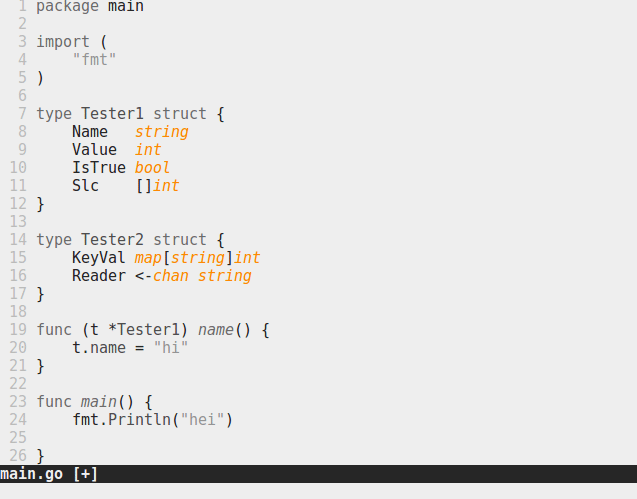 1 package main
2
3 import (
4     "fmt"
5 )
6
7 type Tester1 struct {
8     Name   string
9     Value  int
10     IsTrue bool
11     Slc    []int
12 }
13
14 type Tester2 struct {
15     KeyVal map[string]int
16     Reader <-chan string
17 }
18
19 func (t *Tester1) name() {
20     t.name = "hi"
21 }
22
23 func main() {
24     fmt.Println("hei")
25
26 }
main.go [+]